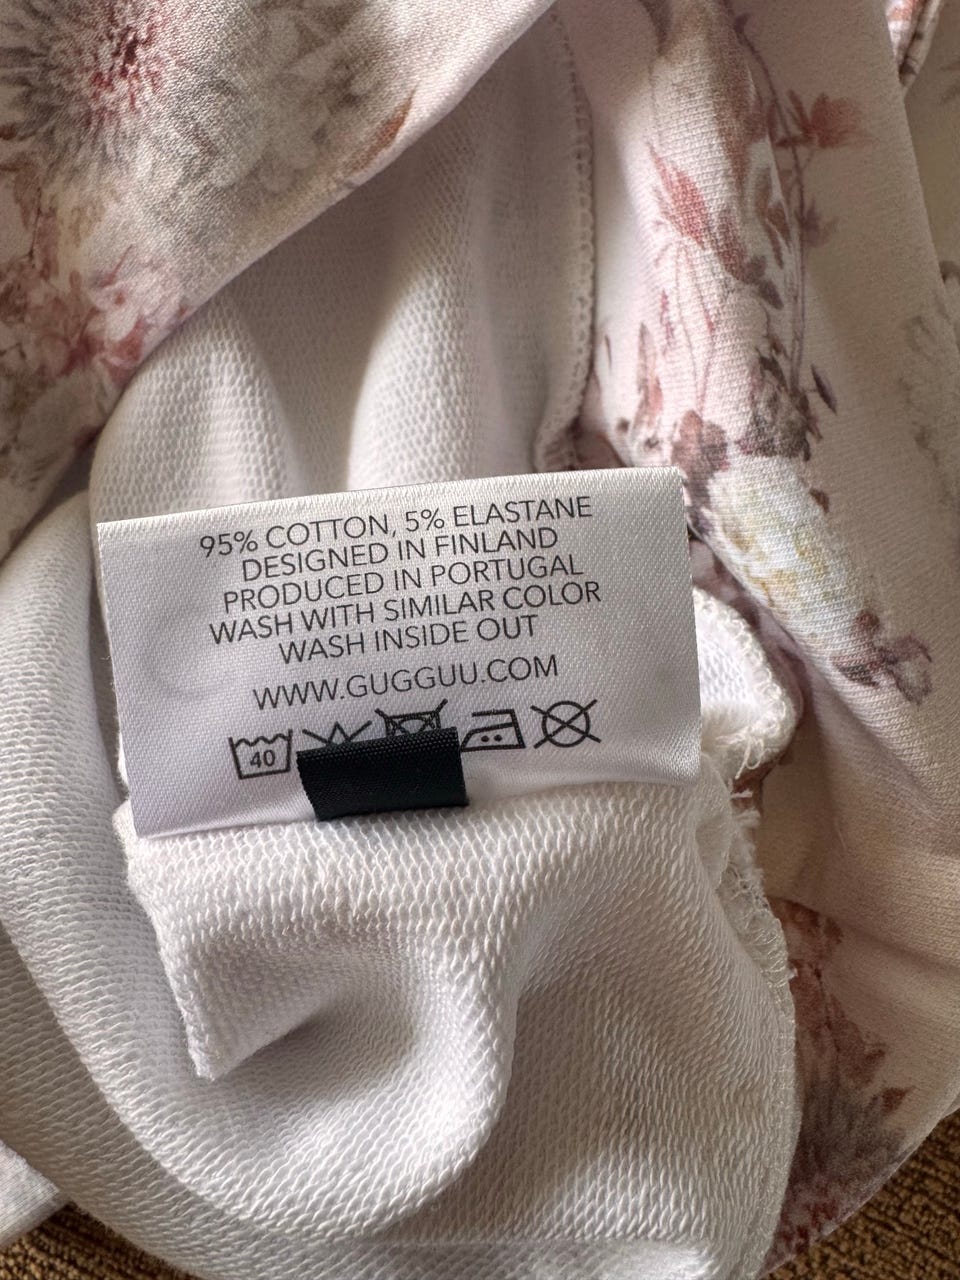 95% COTTON, 5% ELASTANE
DESIGNED IN FINLAND
PRODUCED IN PORTUGAL
WASH WITH SIMILAR COLOR
WASH INSIDE OUT
WWW.GUGGUU.COM
40